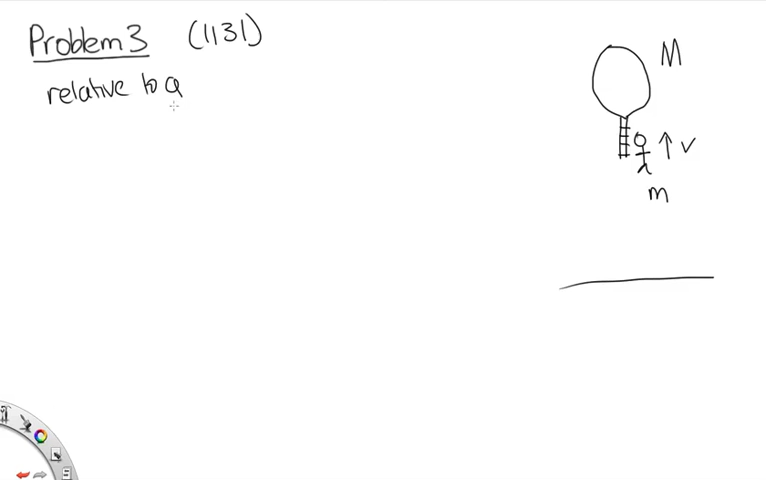 Problem 3 (1131)
relative to a
M
↑ v
m